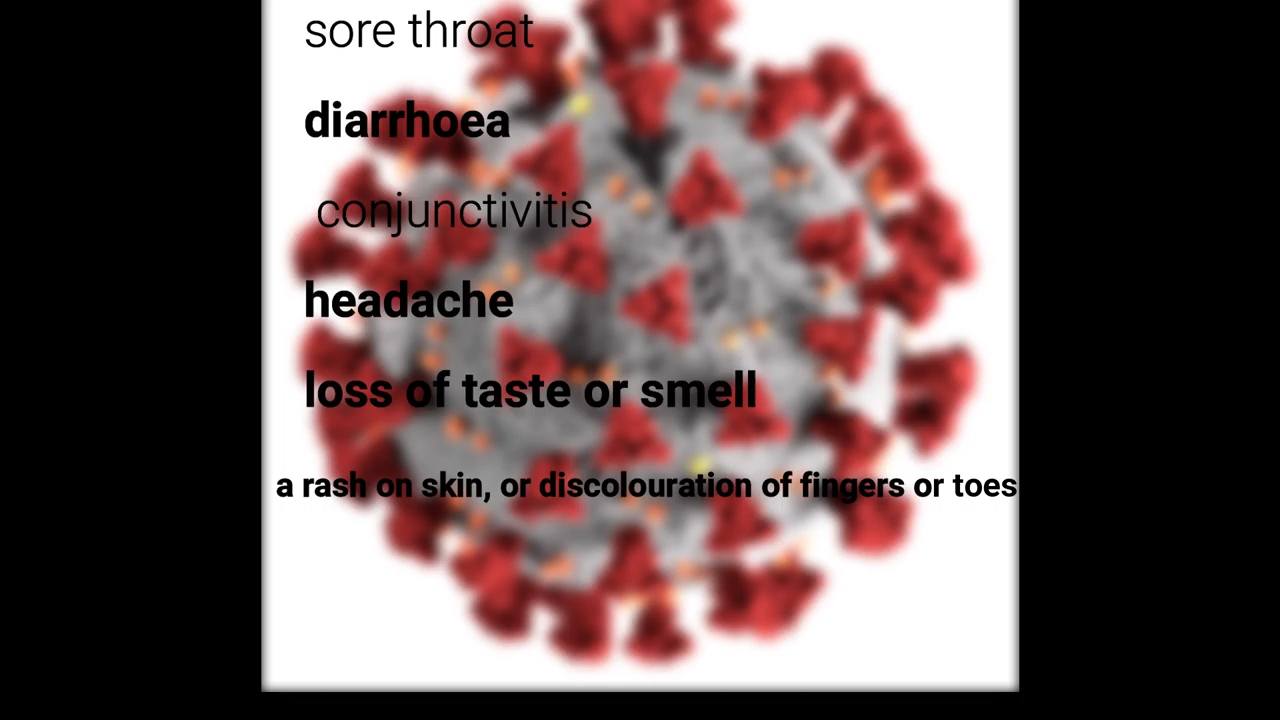 sore throat
diarrhoea
conjunctivitis
headache
loss of taste or smell
a rash on skin, or discolouration of fingers or toes